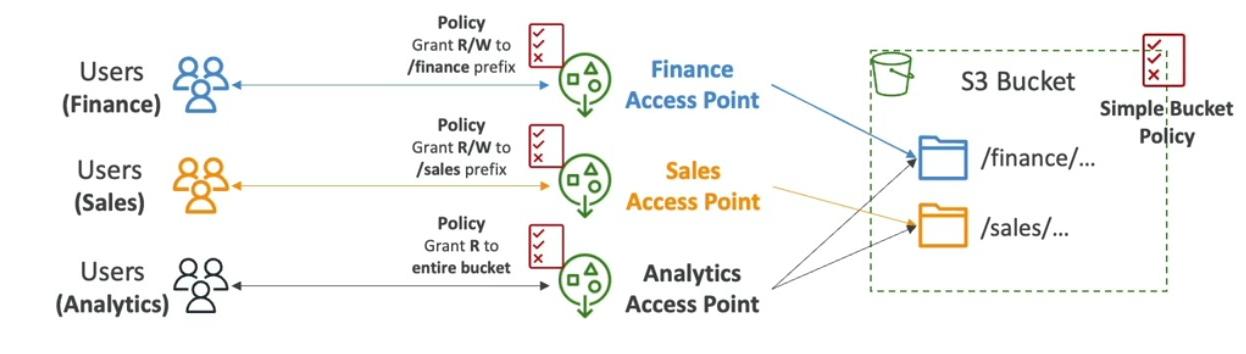 Policy
Grant R/W to
/finance prefix
Users
(Finance)
Finance
Access Point
S3 Bucket
Simple Bucket
Policy
Policy
Grant R/W to
/sales prefix
/finance/...
Users
(Sales)
Sales
Access Point
/sales/...
Policy
Grant R to
entire bucket
Users
(Analytics)
Analytics
Access Point